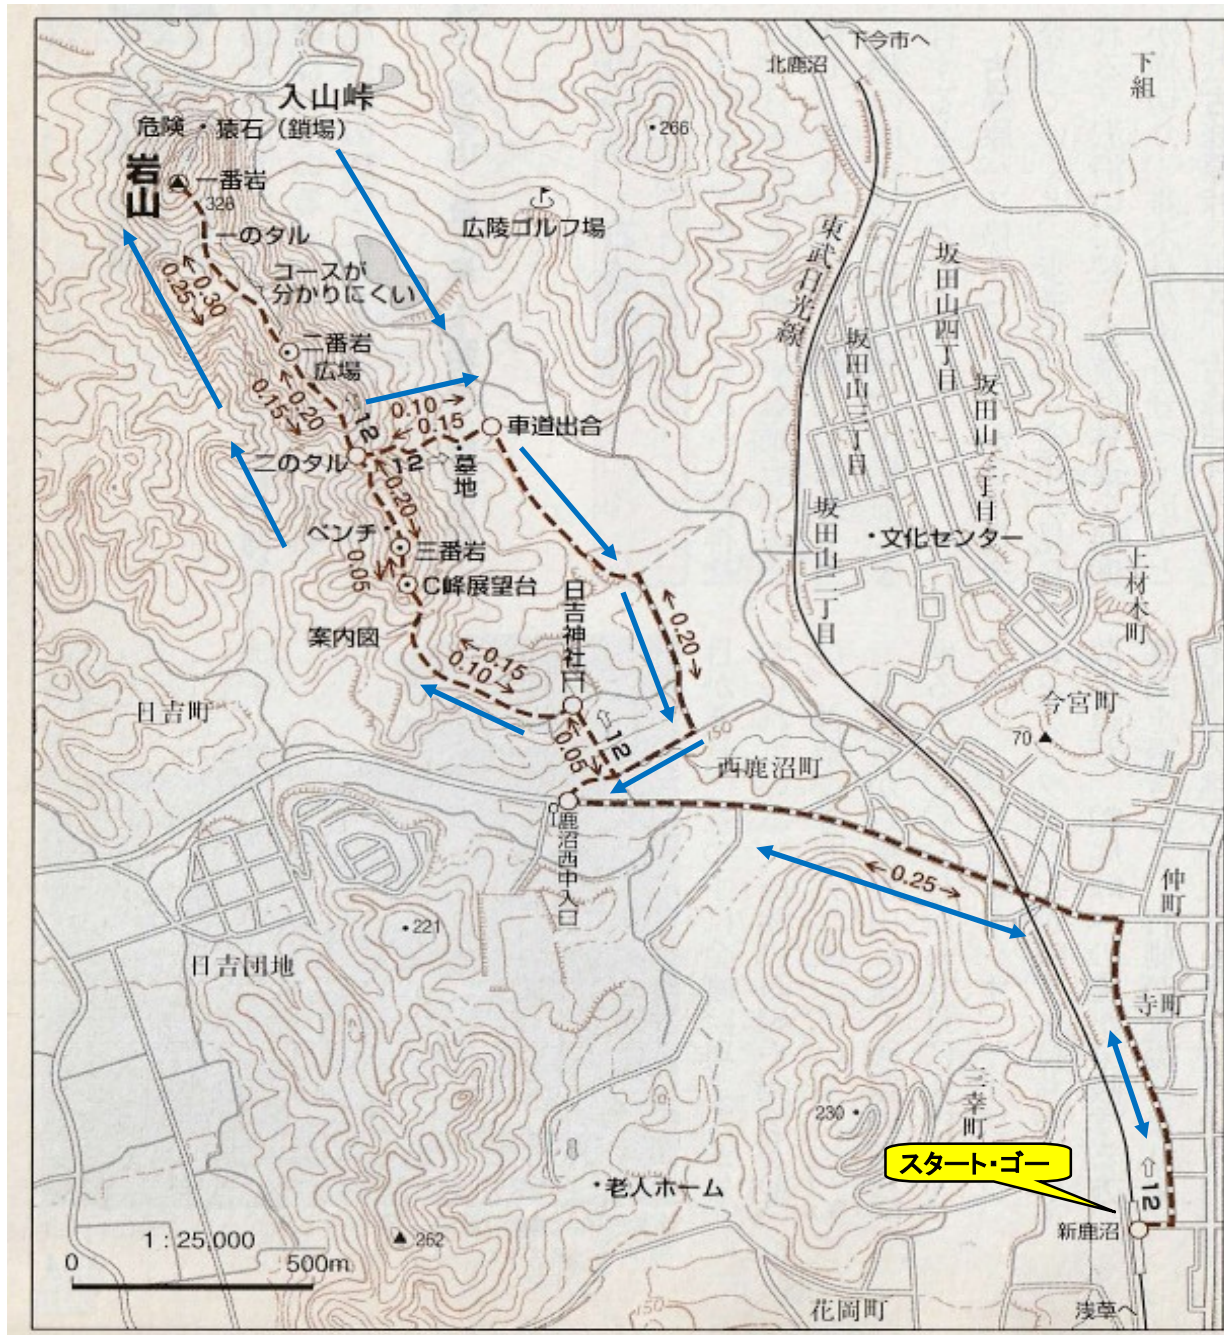 下今市へ
北鹿沼
下組
入山峠
危険・猿石（鎖場）
・266
岩山
一番岩
328
一のタル
広陵ゴルフ場
東武日光線
坂田山四丁目
コースが
分かりにくい
←0.30
0.25→
坂田山三丁目
坂田山一丁目
二番岩
広場
←0.20
0.15→
12
0.10→
←0.15
車道出合
二のタル
12⇨
墓地
←0.20→
坂田山二丁目
・文化センター
上材木町
ベンチ・
三番岩
0.05
C峰展望台
日吉神社
案内図
←0.20→
←0.15
0.10→
日吉町
今宮町
70▲
⇦12
←0.05→
150
西鹿沼町
鹿沼西中入口
←0.25→
仲町
・221
日吉団地
寺町
三幸町
230・
スタート・ゴー
⇦12
・老人ホーム
新鹿沼
1：25,000
0
500m
▲262
150
花岡町
浅草へ